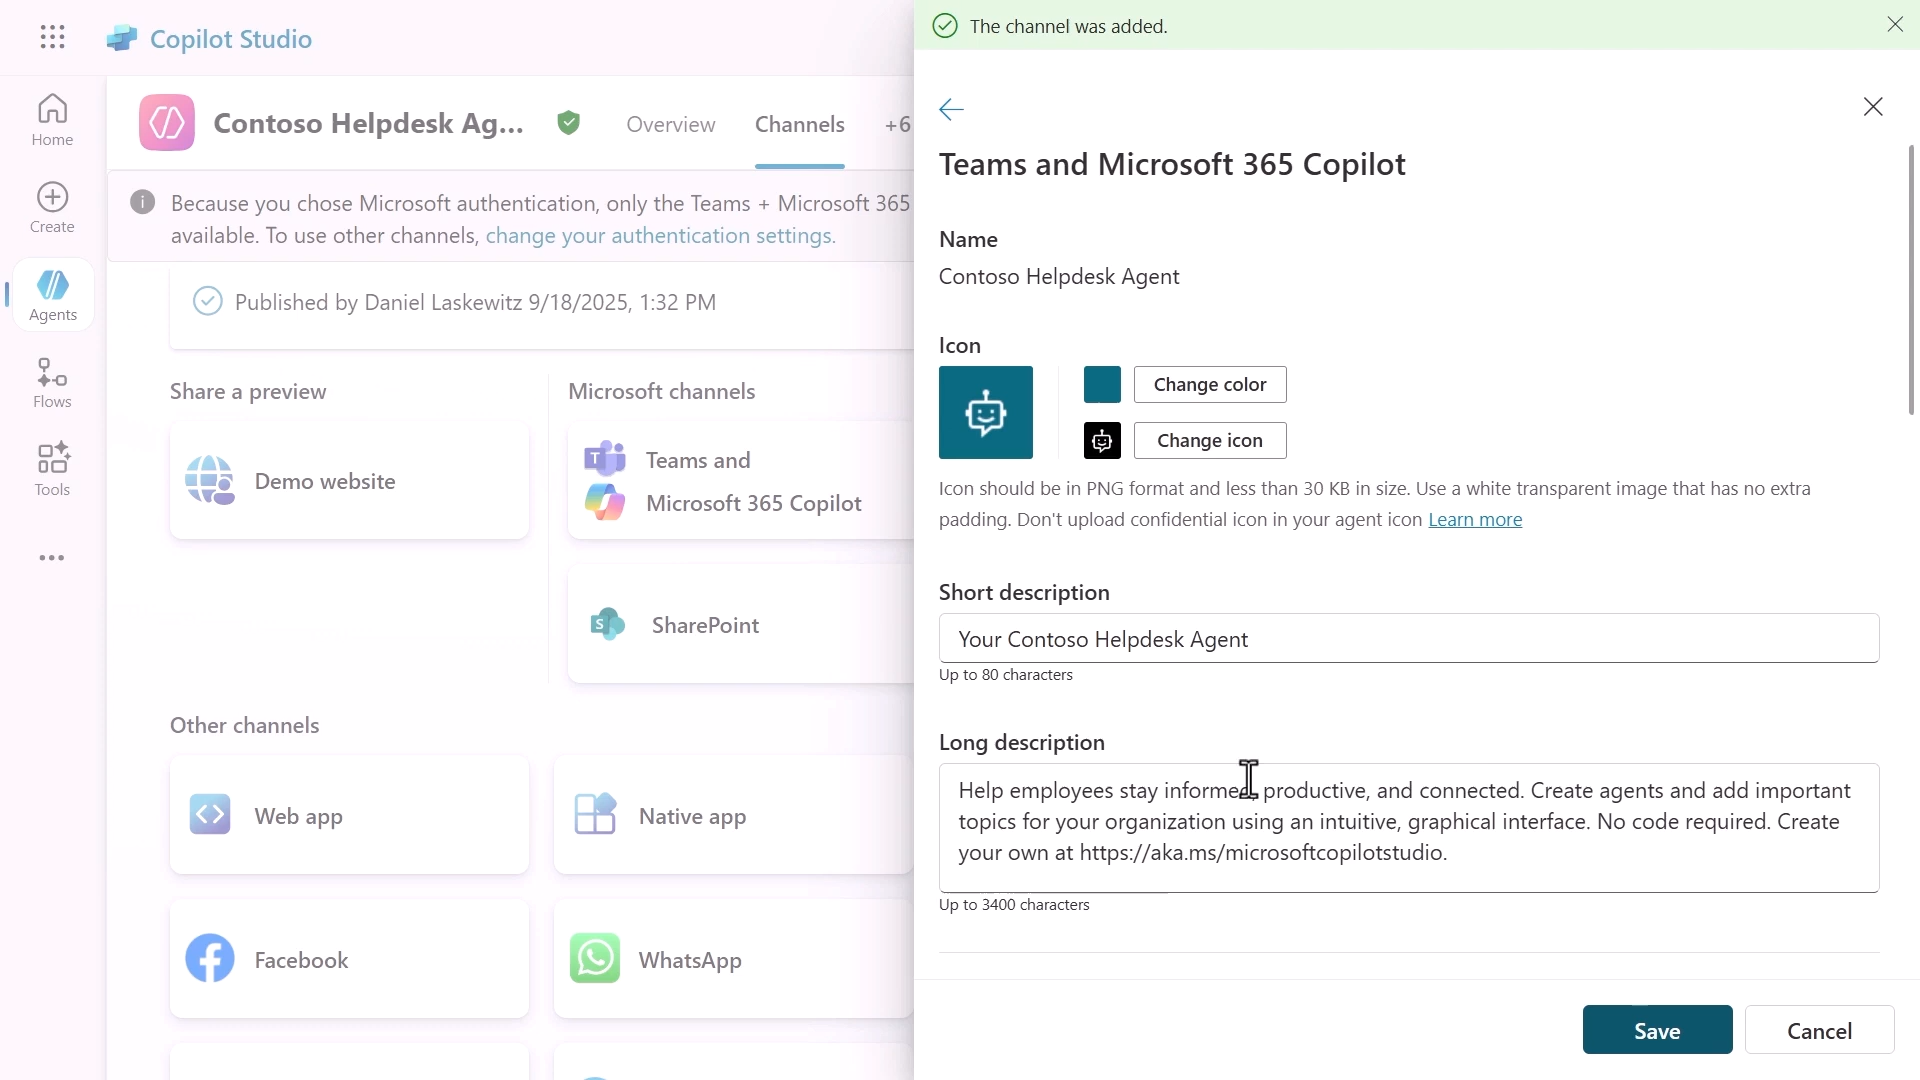 Copilot Studio
Home
Create
Agents
Flows
Tools
Contoso Helpdesk Ag...
Overview
Channels
+6
Because you chose Microsoft authentication, only the Teams + Microsoft 365
available. To use other channels, change your authentication settings.
Published by Daniel Laskewitz 9/18/2025, 1:32 PM
Share a preview
Demo website
Microsoft channels
Teams and
Microsoft 365 Copilot
SharePoint
Other channels
Web app
Native app
Facebook
WhatsApp
The channel was added.
Teams and Microsoft 365 Copilot
Name
Contoso Helpdesk Agent
Icon
Change color
Change icon
Icon should be in PNG format and less than 30 KB in size. Use a white transparent image that has no extra
padding. Don't upload confidential icon in your agent icon Learn more
Short description
Your Contoso Helpdesk Agent
Up to 80 characters
Long description
Help employees stay informed, productive, and connected. Create agents and add important
topics for your organization using an intuitive, graphical interface. No code required. Create
your own at https://aka.ms/microsoftcopilotstudio.
Up to 3400 characters
Save
Cancel